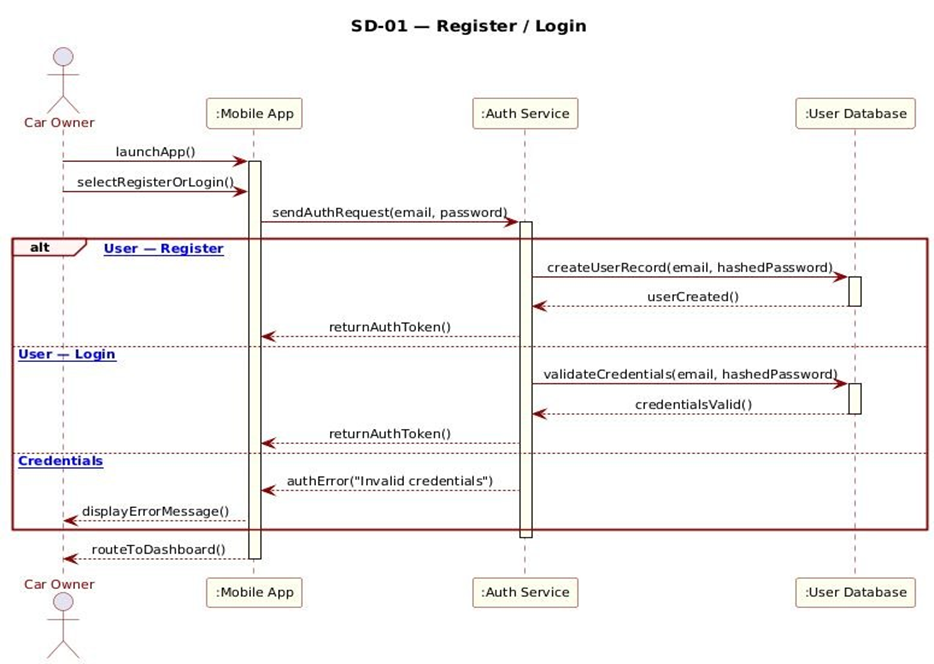 SD-01 — Register / Login
Car Owner
:Mobile App
:Auth Service
:User Database
launchApp()
selectRegisterOrLogin()
sendAuthRequest(email, password)
alt
User — Register
createUserRecord(email, hashedPassword)
userCreated()
returnAuthToken()
User — Login
validateCredentials(email, hashedPassword)
credentialsValid()
returnAuthToken()
Credentials
authError("Invalid credentials")
displayErrorMessage()
routeToDashboard()
Car Owner
:Mobile App
:Auth Service
:User Database